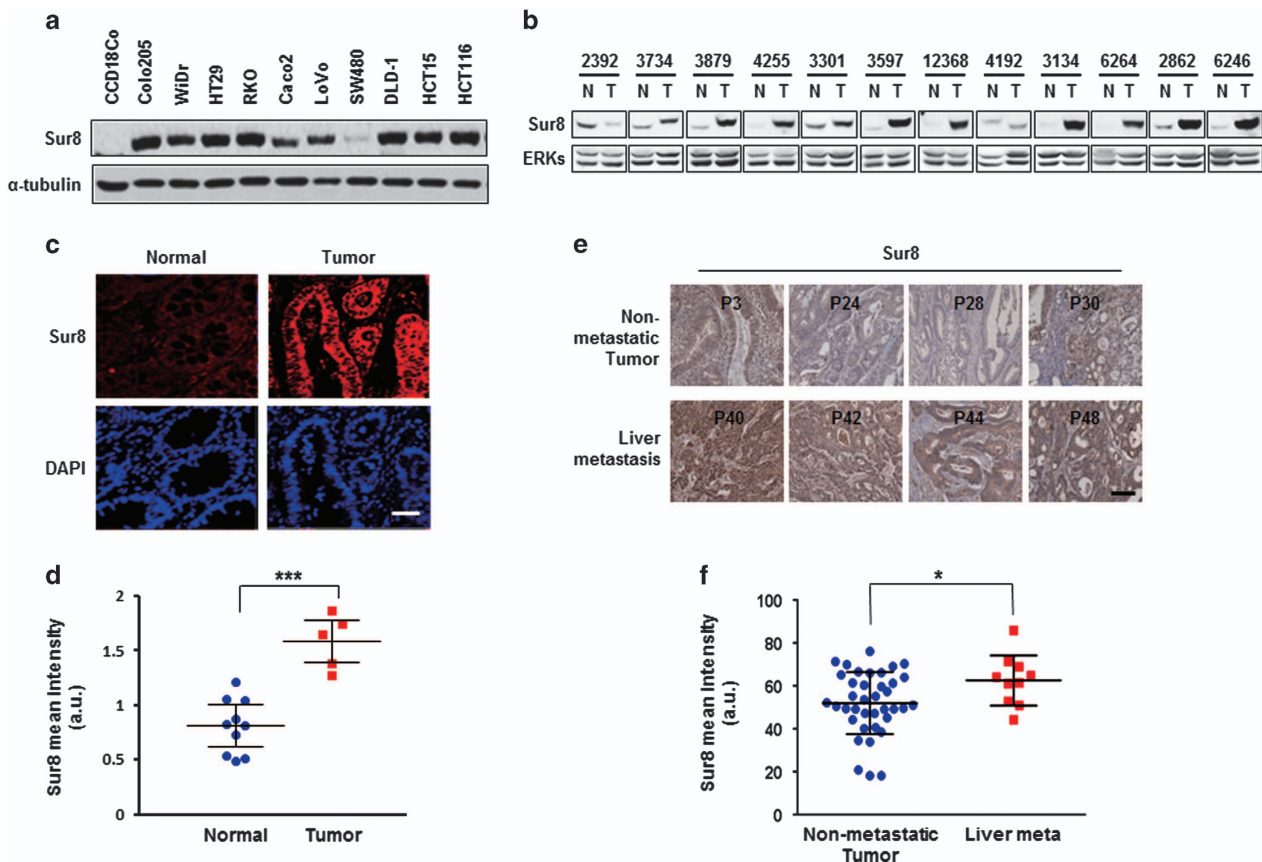 a
CCD18Co Colo205 WiDr HT29 RKO Caco2 LoVo SW480 DLD-1 HCT15 HCT116
Sur8
α-tubulin
b
2392 3734 3879 4255 3301 3597 12368 4192 3134 6264 2862 6246
N T N T N T N T N T N T N T N T N T N T N T N T
Sur8
ERKs
c
Normal Tumor
Sur8
DAPI
d
***
2
1.5
1
0.5
0
Sur8 mean Intensity
(a.u.)
Normal Tumor
e
Sur8
Non-
metastatic
Tumor
P3 P24 P28 P30
Liver
metastasis
P40 P42 P44 P48
f
*
100
80
60
40
20
0
Sur8 mean Intensity
(a.u.)
Non-metastatic
Tumor
Liver meta